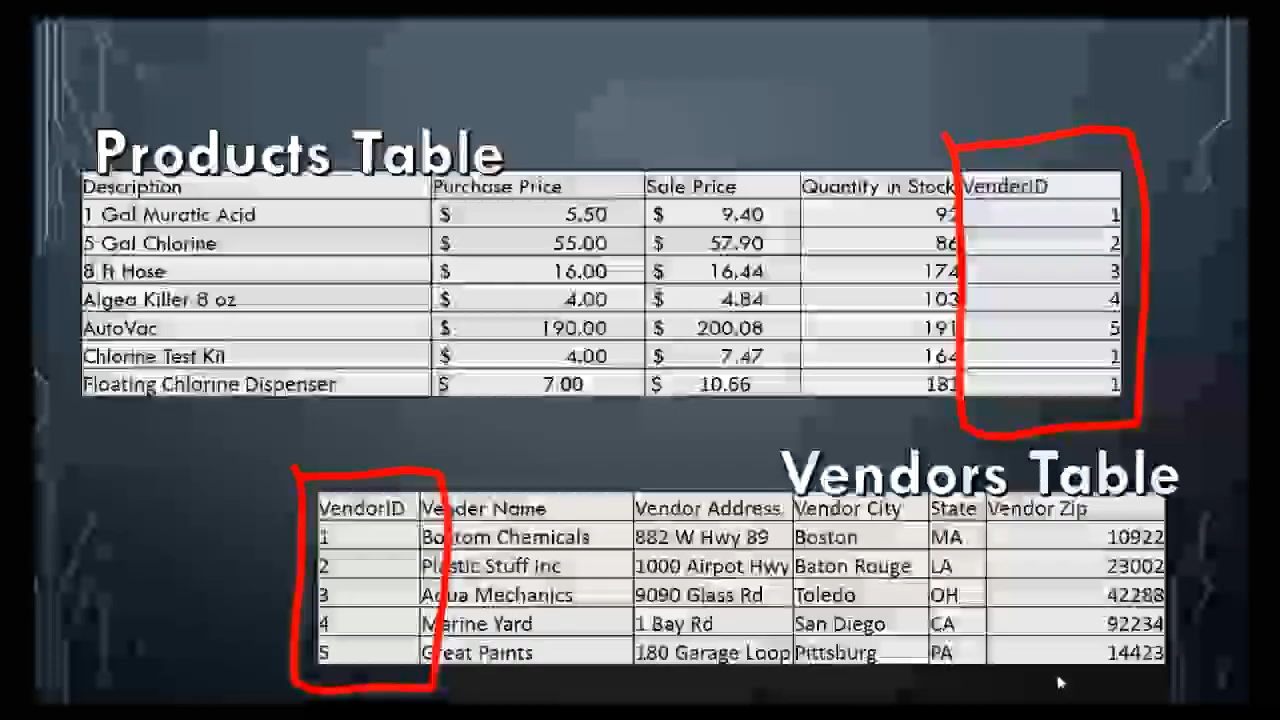 Products Table
Description Purchase Price Sale Price Quantity in Stock VenderID
1 Gal Muratic Acid $ 5.50 $ 9.40 92 1
5 Gal Chlorine $ 55.00 $ 57.90 86 2
8 ft Hose $ 16.00 $ 16.44 174 3
Algea Killer 8 oz $ 4.00 $ 4.84 103 4
AutoVac $ 190.00 $ 200.08 191 5
Chlorine Test Kit $ 4.00 $ 7.47 164 1
Floating Chlorine Dispenser $ 7.00 $ 10.66 181 1
Vendors Table
VendorID Vender Name Vendor Address Vendor City State Vendor Zip
1 Bottom Chemicals 882 W Hwy 89 Boston MA 10922
2 Plastic Stuff Inc 1000 Airpot Hwy Baton Rouge LA 23002
3 Aqua Mechanics 9090 Glass Rd Toledo OH 42288
4 Marine Yard 1 Bay Rd San Diego CA 92234
5 Great Paints 180 Garage Loop Pittsburg PA 14423